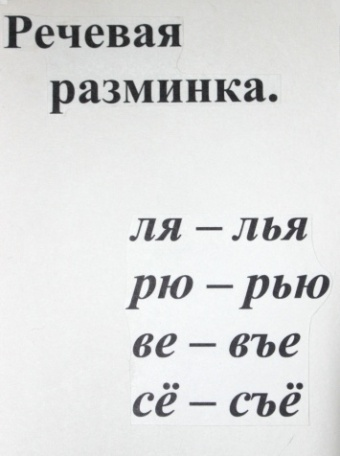 Речевая
разминка.
ля – лья
рю – рью
ве – въе
сё – съё